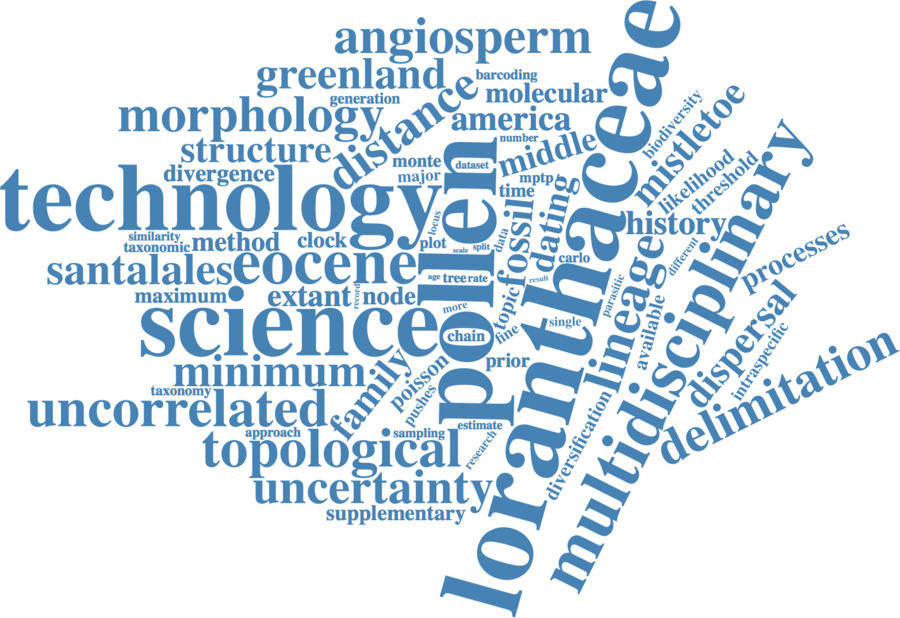 angiosperm
greenland
barcoding
generation
distance
molecular
morphology
america
biodiversity
mistletoe
number
structure
middle
monte
dataset
likelihood
divergence
major
mptp
threshold
technology
time
pollen
loranthaceae
multidisciplinary
fossil
dating
history
locus
similarity
taxonomic
method
clock
plot
data
scale
split
processes
santalales
eocene
carlo
different
age
tree
rate
result
parasitic
lineage
maximum
extant
record
node
more
topic
available
dispersal
science
chain
fine
single
intraspecific
delimitation
minimum
poisson
prior
taxonomy
family
pushes
uncorrelated
estimate
diversification
approach
sampling
research
topological
uncertainty
supplementary